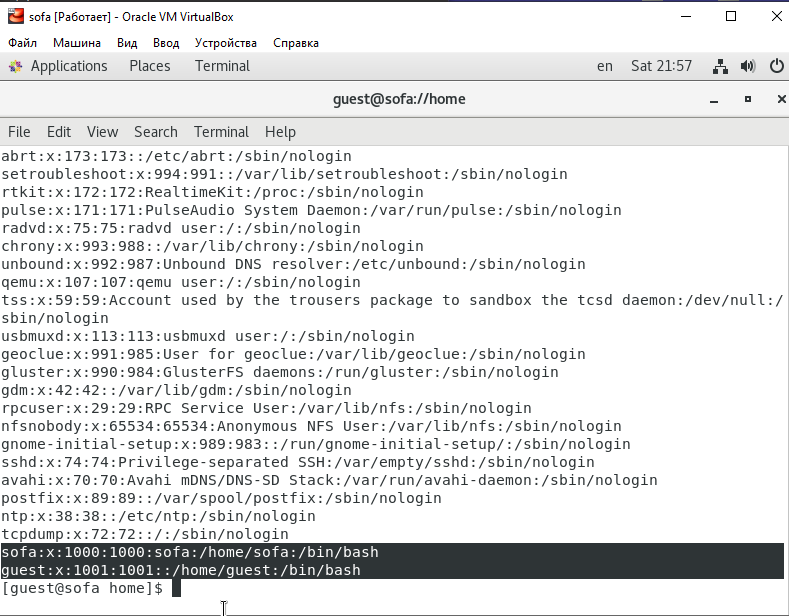 sofa [Работает] - Oracle VM VirtualBox
Файл Машина Вид Ввод Устройства Справка
Applications Places Terminal en Sat 21:57
guest@sofa://home
File Edit View Search Terminal Help
abrt:x:173:173::/etc/abrt:/sbin/nologin
setroubleshoot:x:994:991::/var/lib/setroubleshoot:/sbin/nologin
rtkit:x:172:172:RealtimeKit:/proc:/sbin/nologin
pulse:x:171:171:PulseAudio System Daemon:/var/run/pulse:/sbin/nologin
radvd:x:75:75:radvd user:/:/sbin/nologin
chrony:x:993:988::/var/lib/chrony:/sbin/nologin
unbound:x:992:987:Unbound DNS resolver:/etc/unbound:/sbin/nologin
qemu:x:107:107:qemu user:/:/sbin/nologin
tss:x:59:59:Account used by the trousers package to sandbox the tcsd daemon:/dev/null:/
sbin/nologin
usbmuxd:x:113:113:usbmuxd user:/:/sbin/nologin
geoclue:x:991:985:User for geoclue:/var/lib/geoclue:/sbin/nologin
gluster:x:990:984:GlusterFS daemons:/run/gluster:/sbin/nologin
gdm:x:42:42::/var/lib/gdm:/sbin/nologin
rpcuser:x:29:29:RPC Service User:/var/lib/nfs:/sbin/nologin
nfsnobody:x:65534:65534:Anonymous NFS User:/var/lib/nfs:/sbin/nologin
gnome-initial-setup:x:989:983::/run/gnome-initial-setup/:/sbin/nologin
sshd:x:74:74:Privilege-separated SSH:/var/empty/sshd:/sbin/nologin
avahi:x:70:70:Avahi mDNS/DNS-SD Stack:/var/run/avahi-daemon:/sbin/nologin
postfix:x:89:89::/var/spool/postfix:/sbin/nologin
ntp:x:38:38::/etc/ntp:/sbin/nologin
tcpdump:x:72:72::/:/sbin/nologin
sofa:x:1000:1000:sofa:/home/sofa:/bin/bash
guest:x:1001:1001::/home/guest:/bin/bash
[guest@sofa home]$